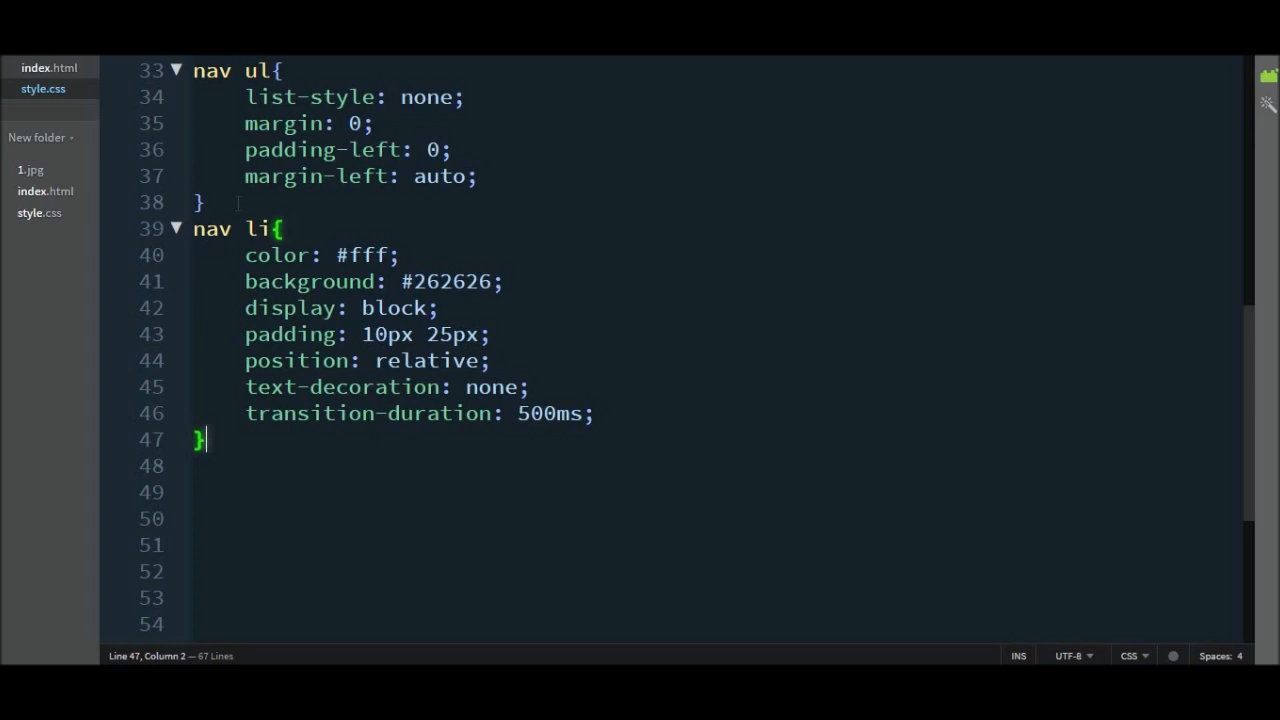 index.html
style.css
New folder
1.jpg
index.html
style.css
33 nav ul{
34 list-style: none;
35 margin: 0;
36 padding-left: 0;
37 margin-left: auto;
38 }
39 nav li{
40 color: #fff;
41 background: #262626;
42 display: block;
43 padding: 10px 25px;
44 position: relative;
45 text-decoration: none;
46 transition-duration: 500ms;
47 }
48
49
50
51
52
53
54
Line 47, Column 2 — 67 Lines
INS UTF-8 CSS Spaces: 4